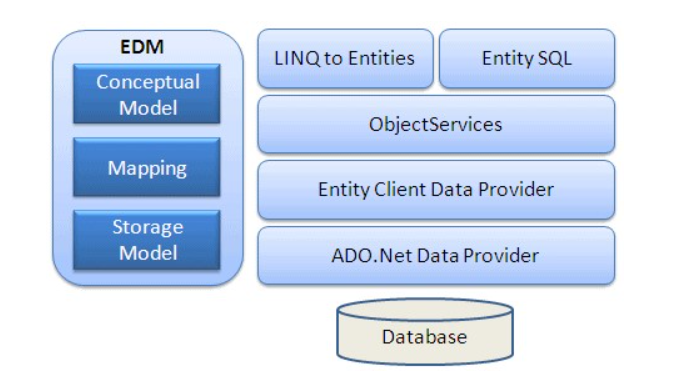 EDM
Conceptual
Model
Mapping
Storage
Model
LINQ to Entities
Entity SQL
ObjectServices
Entity Client Data Provider
ADO.Net Data Provider
Database